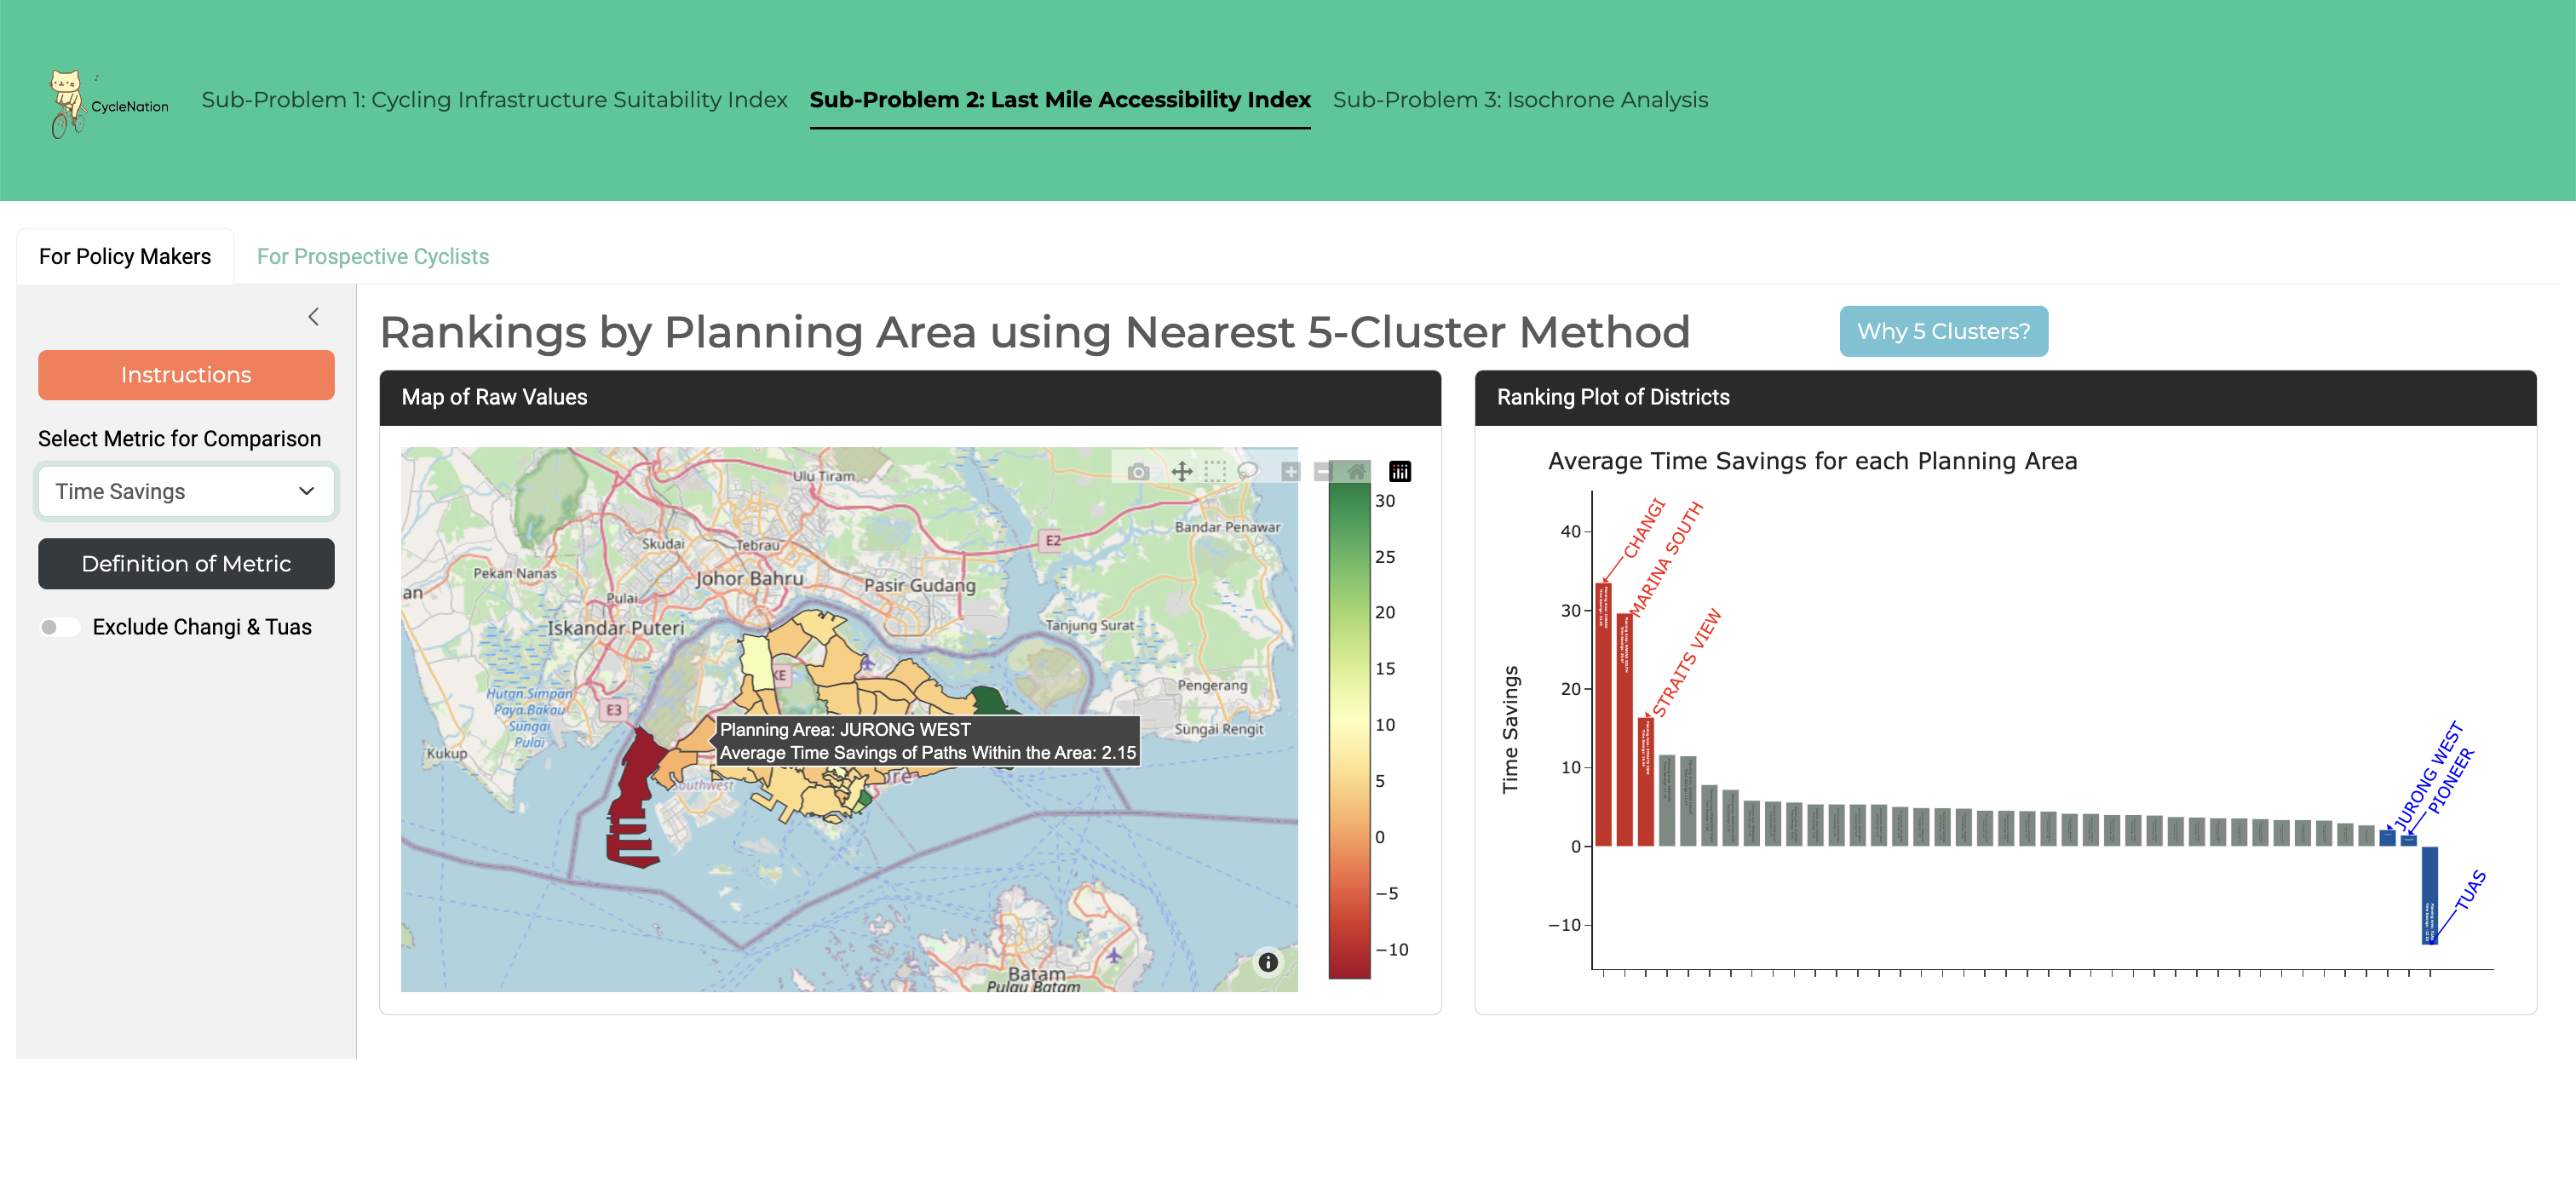 CycleNation
Sub-Problem 1: Cycling Infrastructure Suitability Index
Sub-Problem 2: Last Mile Accessibility Index
Sub-Problem 3: Isochrone Analysis
For Policy Makers
For Prospective Cyclists
Instructions
Select Metric for Comparison
Time Savings
Definition of Metric
Exclude Changi & Tuas
Rankings by Planning Area using Nearest 5-Cluster Method
Why 5 Clusters?
Map of Raw Values
Ulu Tiram
Bandar Penawar
E2
Skudai
Tebrau
Pekan Nanas
Johor Bahru
Pasir Gudang
an
Pulai
Iskandar Puteri
Tanjung Surat
KE
Hutan Simpan
Paya Bakau
Sungai
Pulai
E3
Pengerang
Sungai Rengit
Kukup
Planning Area: JURONG WEST
Average Time Savings of Paths Within the Area: 2.15
Southwest
re
Batam
Pulau Batam
30
25
20
15
10
5
0
−5
−10
Ranking Plot of Districts
Average Time Savings for each Planning Area
Time Savings
40
30
20
10
0
−10
CHANGI
MARINA SOUTH
STRAITS VIEW
JURONG WEST
PIONEER
TUAS